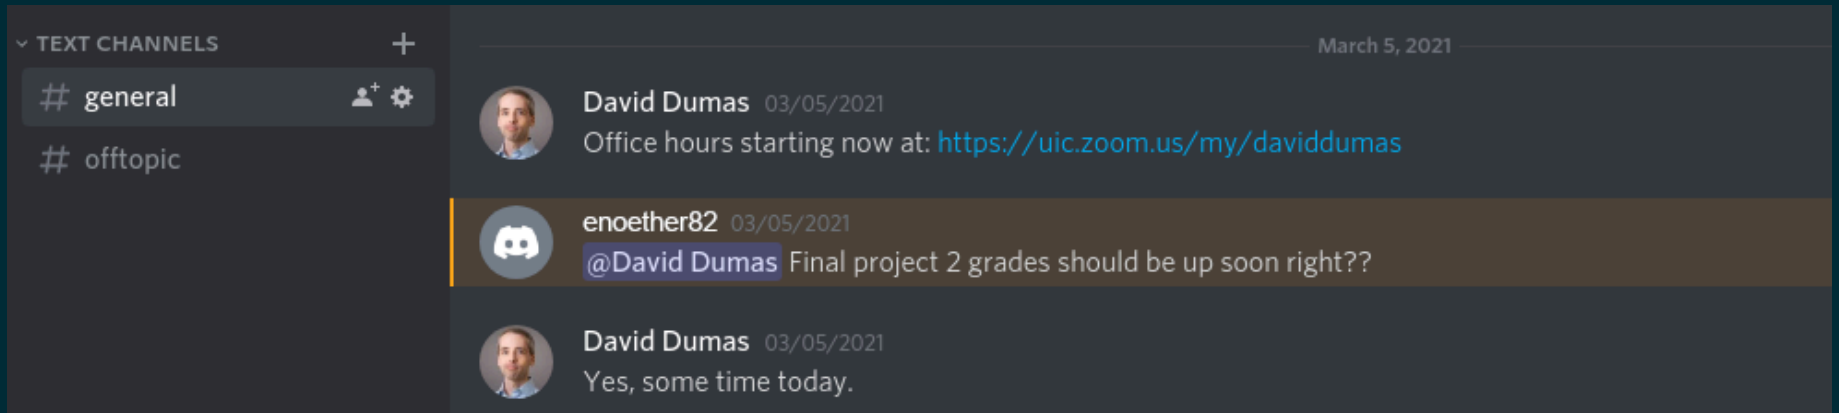 TEXT CHANNELS
# general
# offtopic
March 5, 2021
David Dumas 03/05/2021
Office hours starting now at: https://uic.zoom.us/my/daviddumas
enoether82 03/05/2021
@David Dumas Final project 2 grades should be up soon right??
David Dumas 03/05/2021
Yes, some time today.